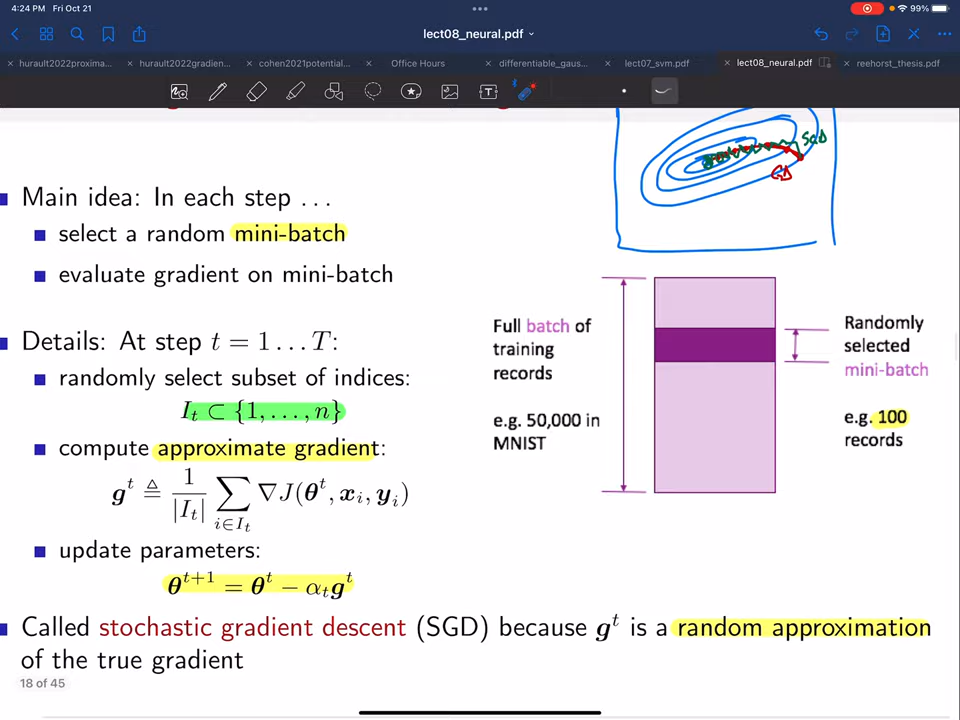 4:24 PM Fri Oct 21
99%
lect08_neural.pdf
hurault2022proxima...
hurault2022gradien...
cohen2021potential...
Office Hours
differentiable_gaus...
lect07_svm.pdf
lect08_neural.pdf
reehorst_thesis.pdf
SGD
GD
Main idea: In each step ...
select a random mini-batch
evaluate gradient on mini-batch
Details: At step t = 1 ... T:
randomly select subset of indices:
I_t ⊂ {1, ..., n}
compute approximate gradient:
g^t ≜ 1/|I_t| ∑_{i∈I_t} ∇J(θ^t, x_i, y_i)
update parameters:
θ^{t+1} = θ^t − α_t g^t
Called stochastic gradient descent (SGD) because g^t is a random approximation
of the true gradient
Full batch of
training
records
e.g. 50,000 in
MNIST
Randomly
selected
mini-batch
e.g. 100
records
18 of 45